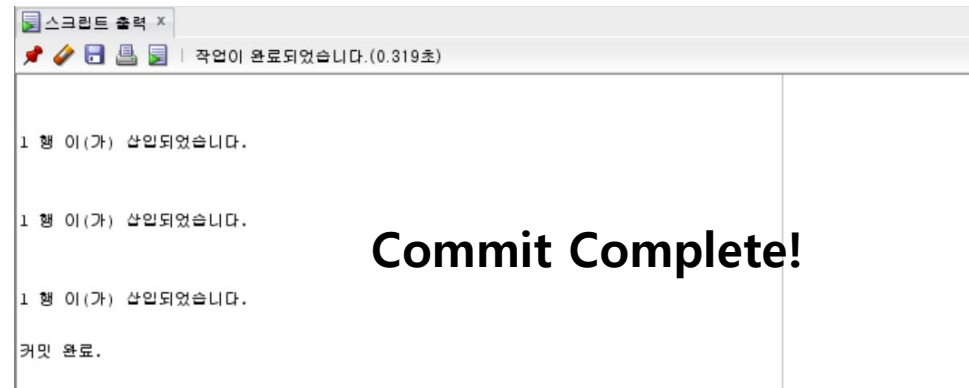 스크립트 출력 x
작업이 완료되었습니다.(0.319초)
1 행 이(가) 삽입되었습니다.
1 행 이(가) 삽입되었습니다.
Commit Complete!
1 행 이(가) 삽입되었습니다.
커밋 완료.